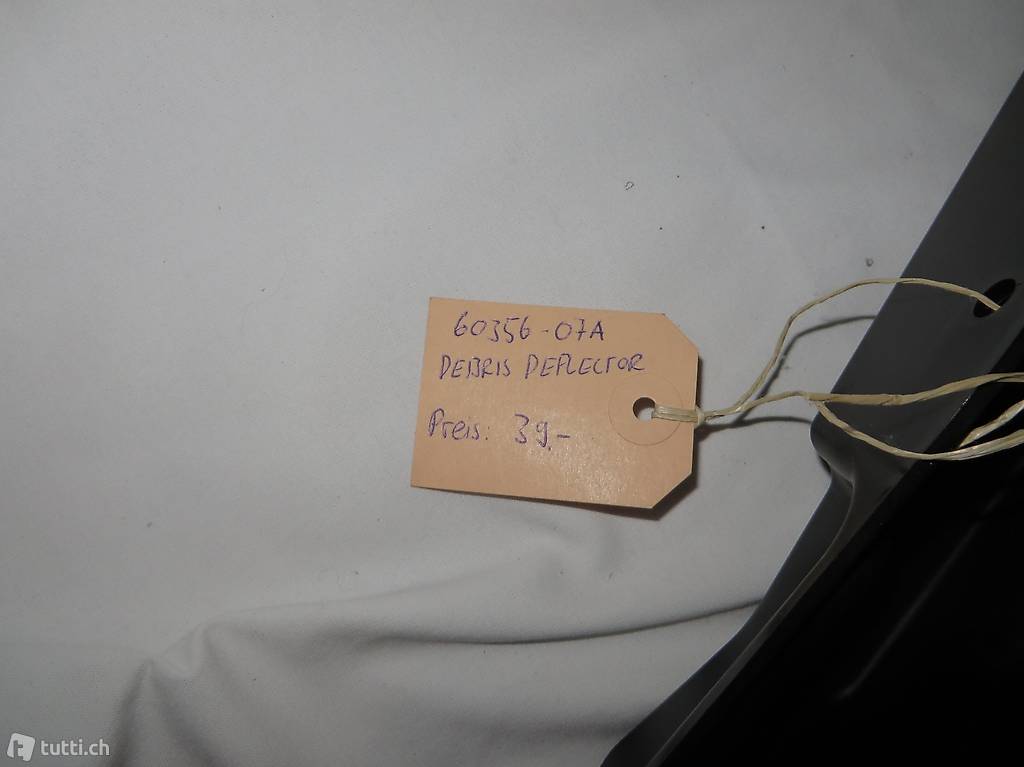 60356-07A
DEBRIS DEFLECTOR
Preis: 39.-
tutti.ch